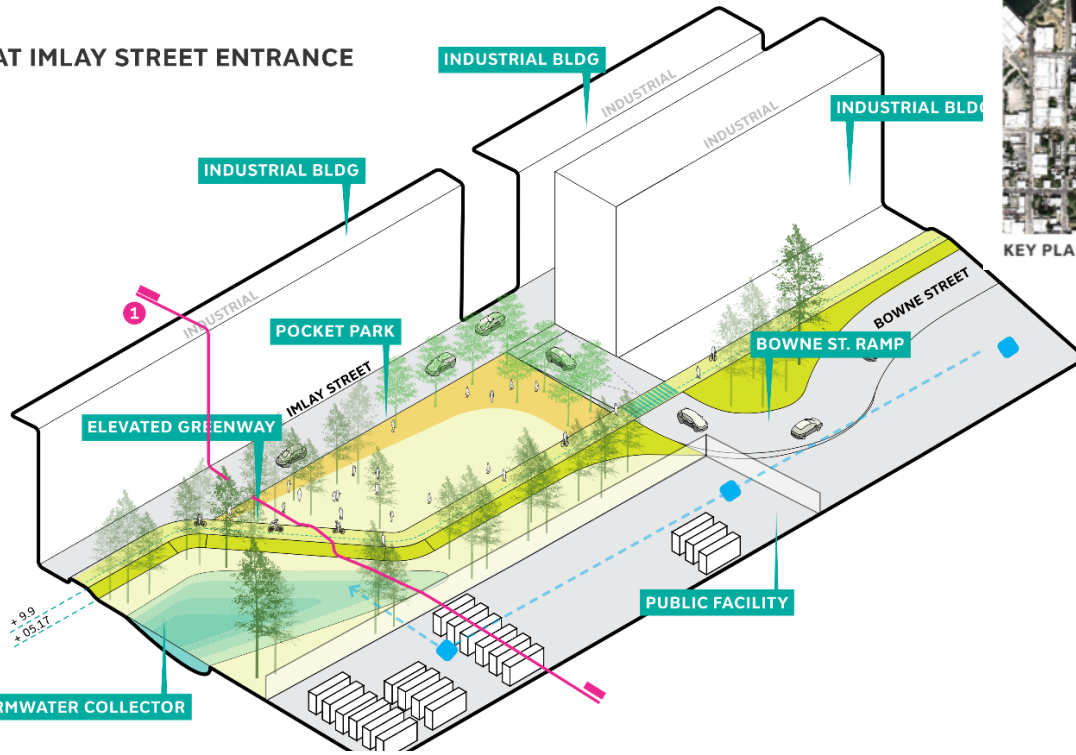 AT IMLAY STREET ENTRANCE
INDUSTRIAL BLDG
INDUSTRIAL
INDUSTRIAL BLDG
INDUSTRIAL
INDUSTRIAL BLDG
KEY PLA
INDUSTRIAL
1
POCKET PARK
BOWNE STREET
BOWNE ST. RAMP
IMLAY STREET
ELEVATED GREENWAY
+ 9.9
+ 05.17
PUBLIC FACILITY
RMWATER COLLECTOR